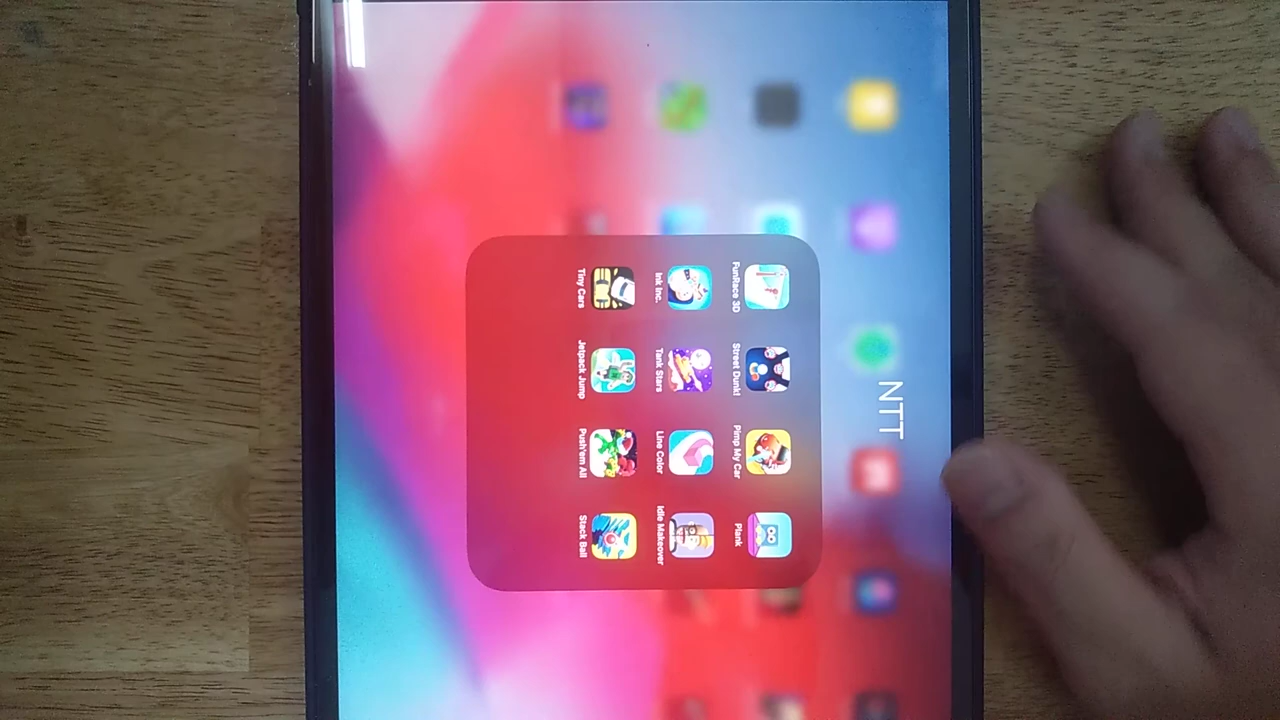 NTT
FunRace 3D
Street Dunk!
Pimp My Car
Plank
Ink Inc.
Tank Stars
Line Color
Idle Makeover
Tiny Cars
Jetpack Jump
Push'em All
Stack Ball